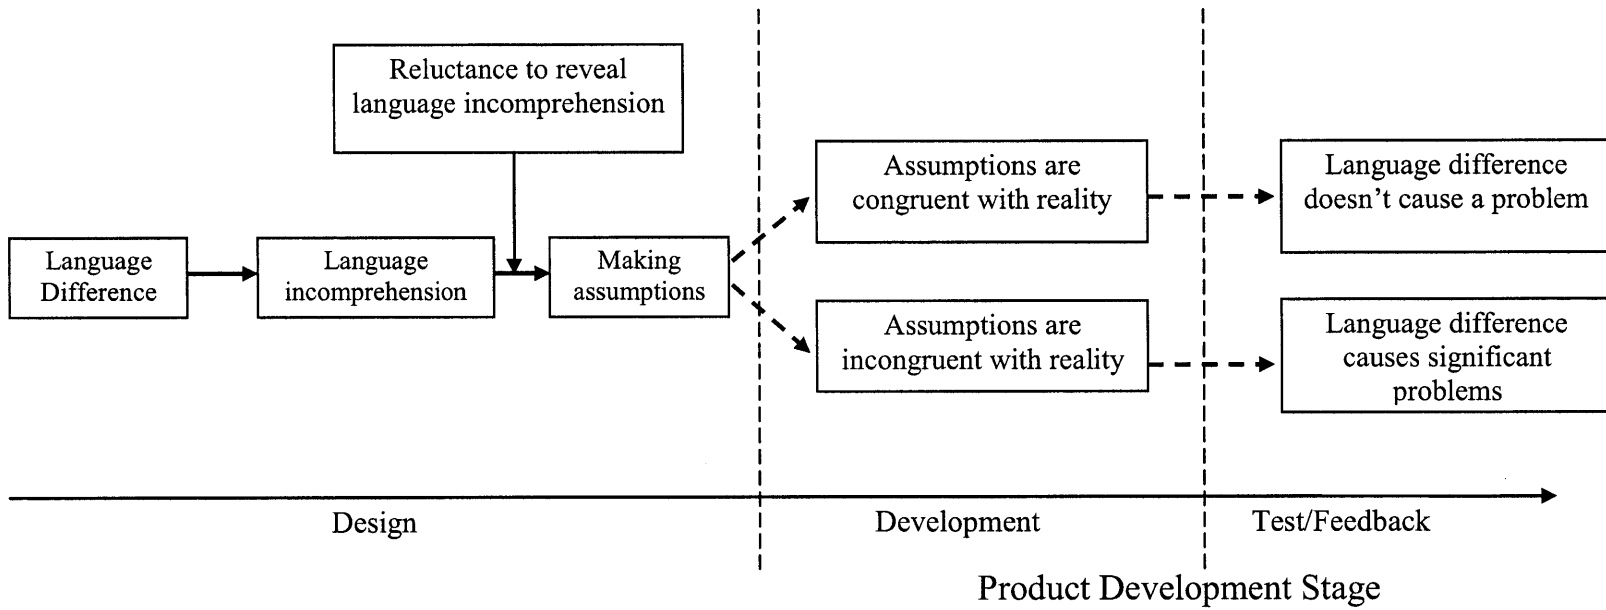 Reluctance to reveal
language incomprehension
Language
Difference
Language
incomprehension
Making
assumptions
Assumptions are
congruent with reality
Assumptions are
incongruent with reality
Language difference
doesn't cause a problem
Language difference
causes significant
problems
Design
Development
Test/Feedback
Product Development Stage